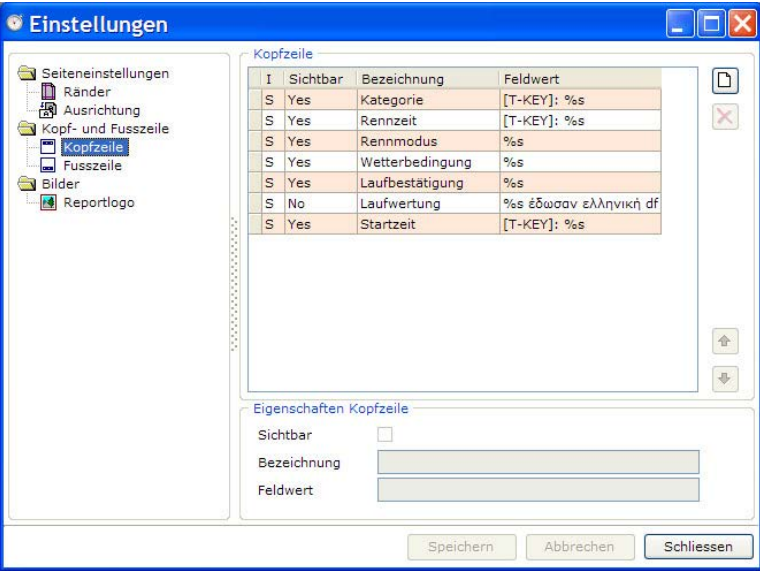 Einstellungen
Seiteneinstellungen
Ränder
Ausrichtung
Kopf- und Fusszeile
Kopfzeile
Fusszeile
Bilder
Reportlogo
Kopfzeile
I Sichtbar Bezeichnung Feldwert
S Yes Kategorie [T-KEY]: %s
S Yes Rennzeit [T-KEY]: %s
S Yes Rennmodus %s
S Yes Wetterbedingung %s
S Yes Laufbestätigung %s
S No Laufwertung %s έδωσαν ελληνική df
S Yes Startzeit [T-KEY]: %s
Eigenschaften Kopfzeile
Sichtbar
Bezeichnung
Feldwert
Speichern Abbrechen Schliessen